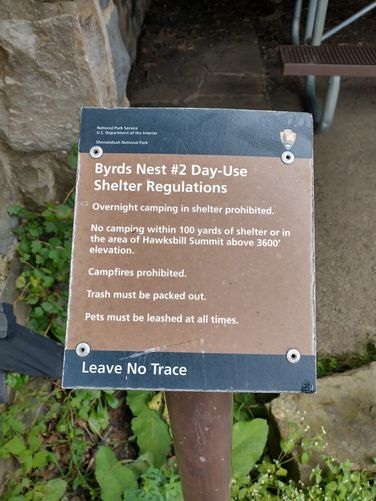 National Park Service
U.S. Department of the Interior
Shenandoah National Park
Byrds Nest #2 Day-Use
Shelter Regulations
Overnight camping in shelter prohibited.
No camping within 100 yards of shelter or in
the area of Hawksbill Summit above 3600'
elevation.
Campfires prohibited.
Trash must be packed out.
Pets must be leashed at all times.
Leave No Trace